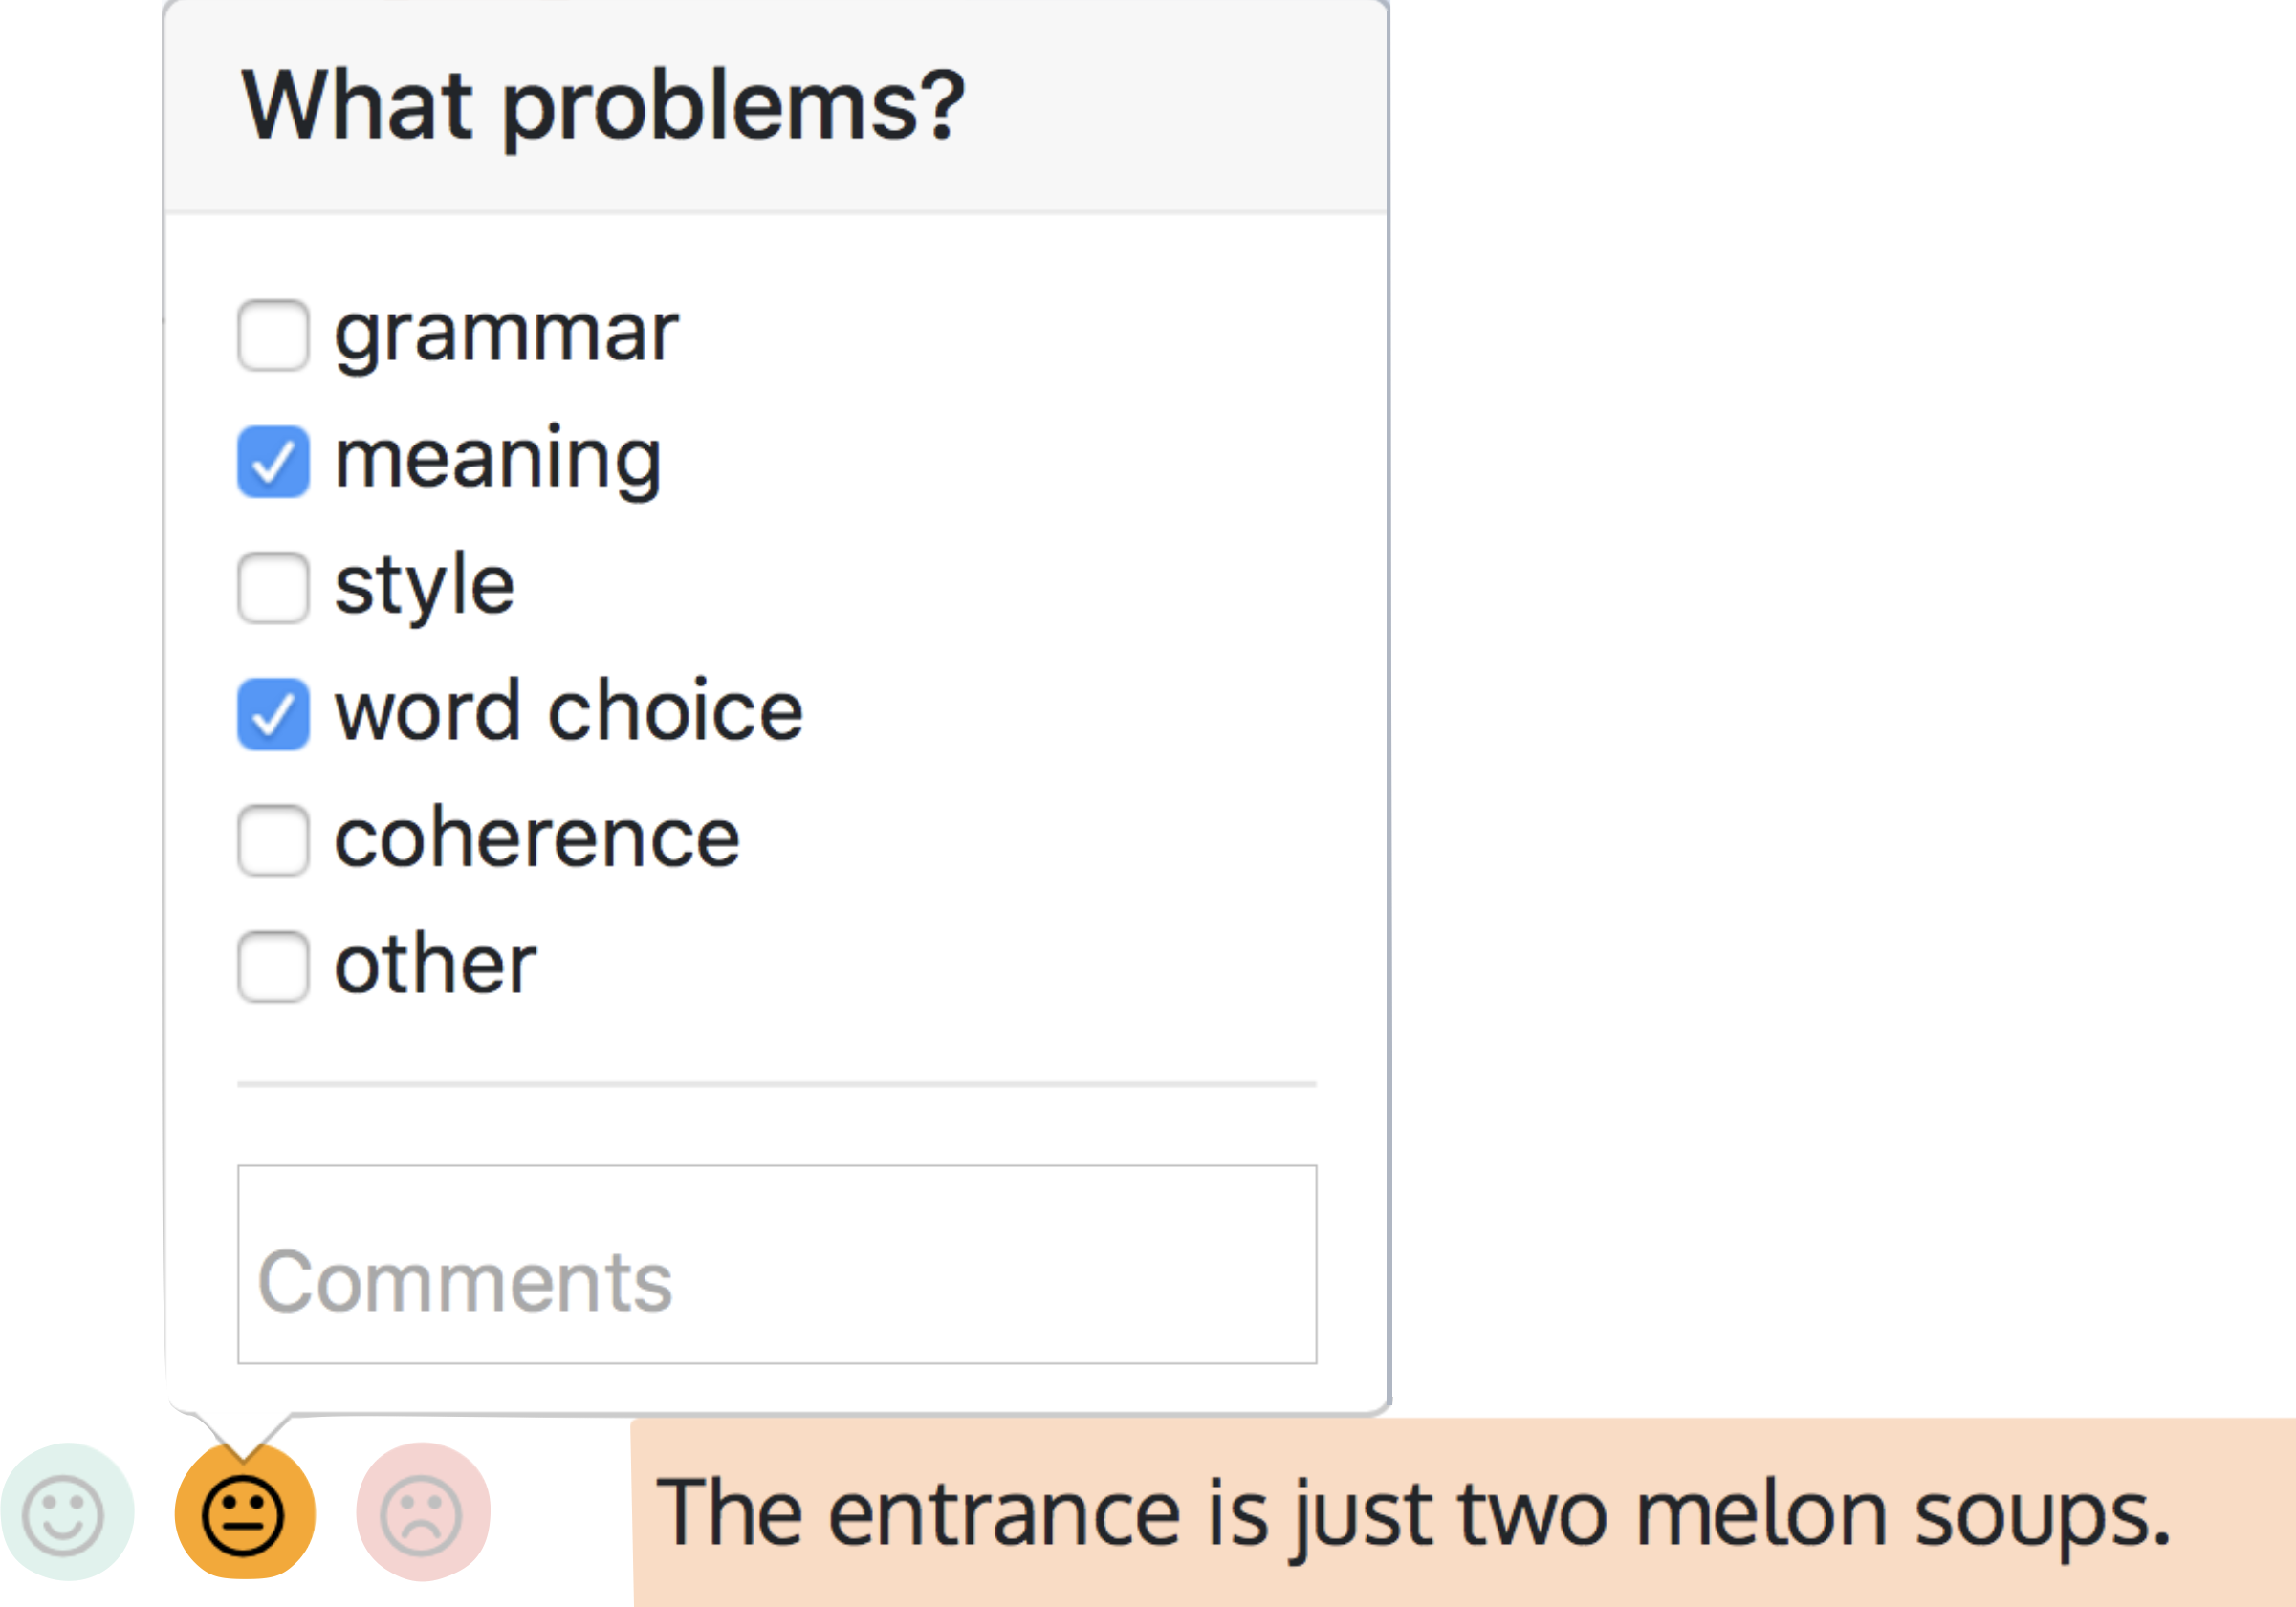 What problems?
grammar
meaning
style
word choice
coherence
other
Comments
The entrance is just two melon soups.